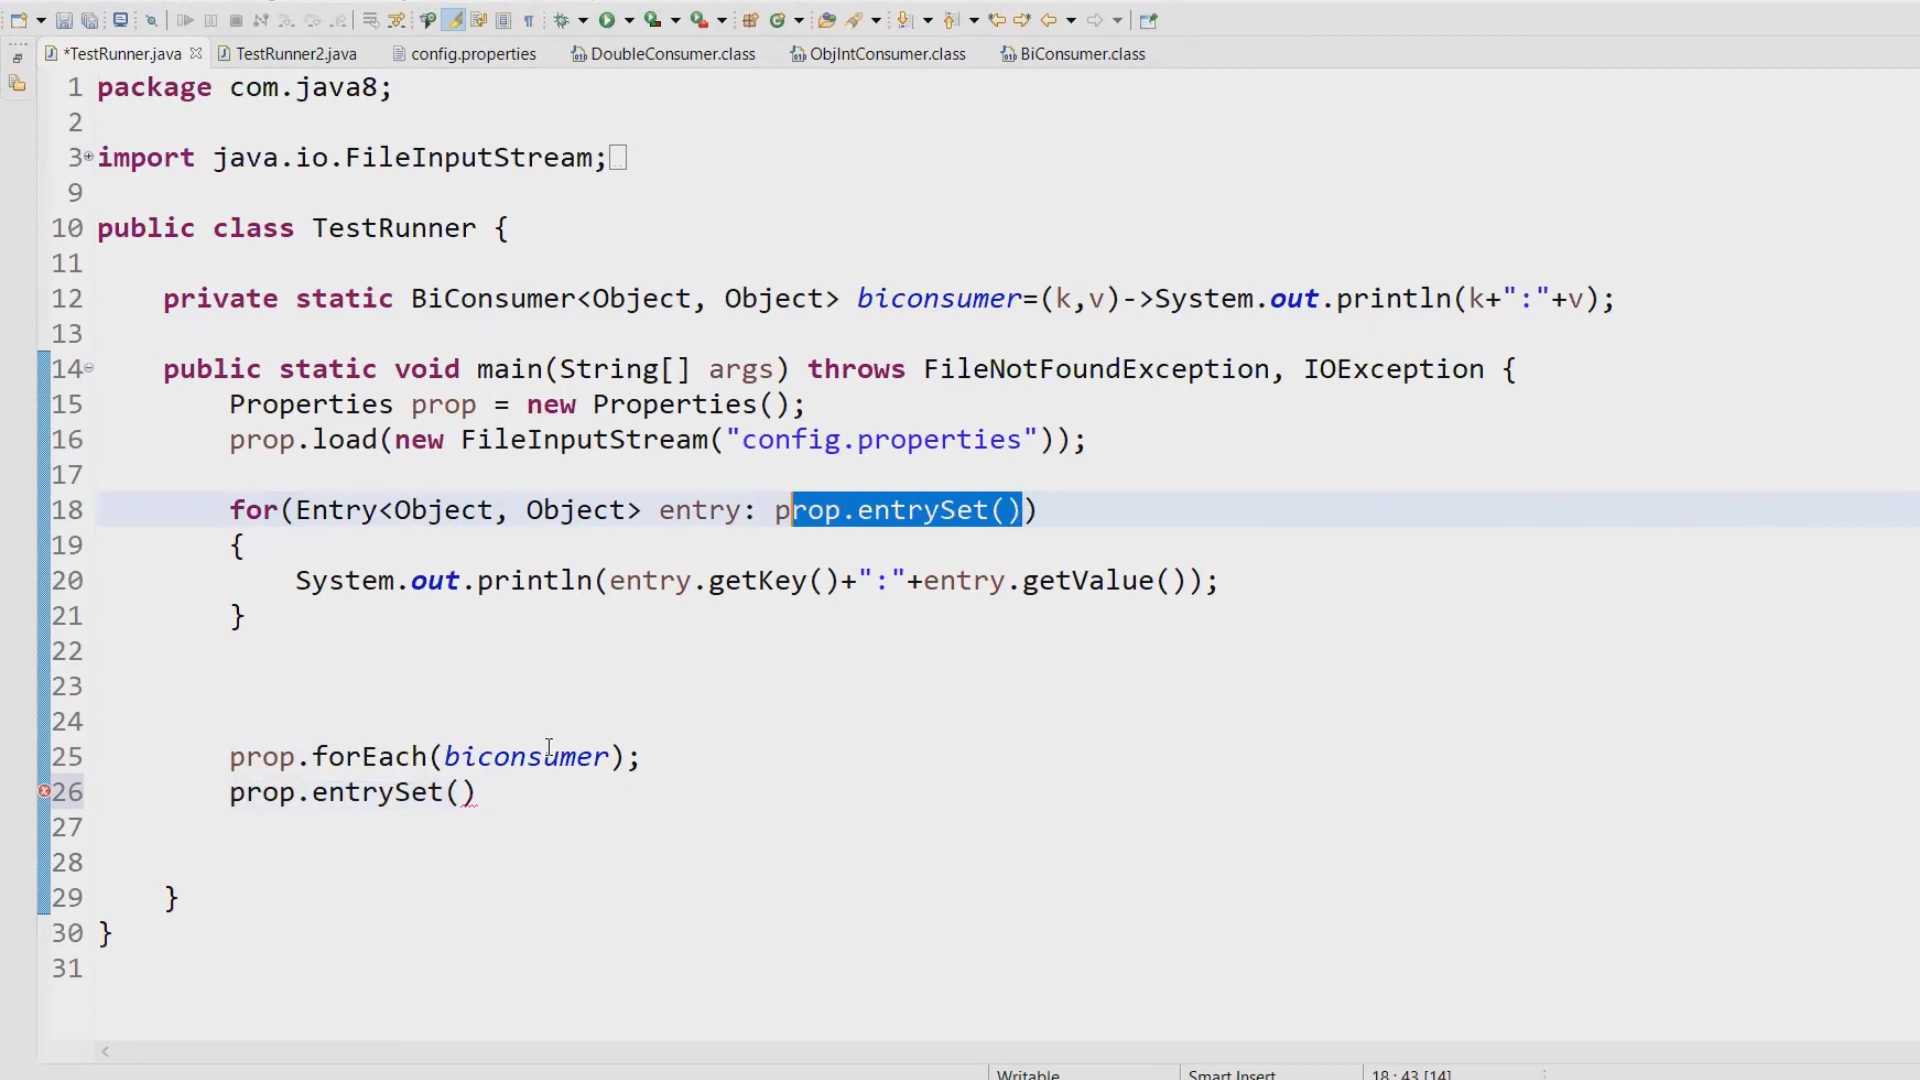 *TestRunner.java
TestRunner2.java
config.properties
DoubleConsumer.class
ObjIntConsumer.class
BiConsumer.class
1 package com.java8;
2
3 import java.io.FileInputStream;
9
10 public class TestRunner {
11
12 private static BiConsumer<Object, Object> biconsumer=(k,v)->System.out.println(k+":"+v);
13
14 public static void main(String[] args) throws FileNotFoundException, IOException {
15 Properties prop = new Properties();
16 prop.load(new FileInputStream("config.properties"));
17
18 for(Entry<Object, Object> entry: prop.entrySet())
19 {
20 System.out.println(entry.getKey()+":"+entry.getValue());
21 }
22
23
24
25 prop.forEach(biconsumer);
26 prop.entrySet()
27
28
29 }
30 }
31
Writable
Smart Insert
18 : 43 [14]